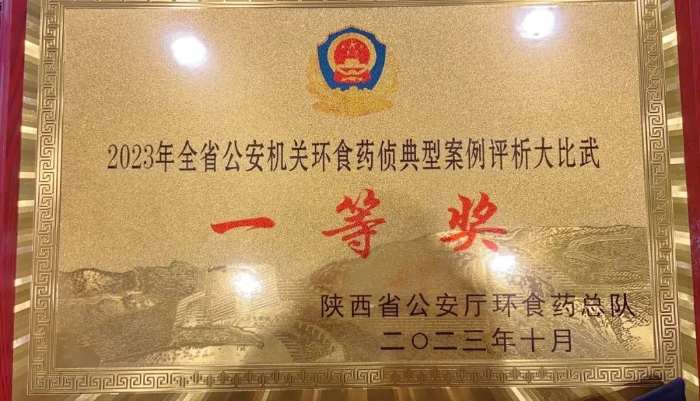 2023年全省公安机关环食药侦典型案例评析大比武
一等奖
陕西省公安厅环食药总队
二〇二三年十月